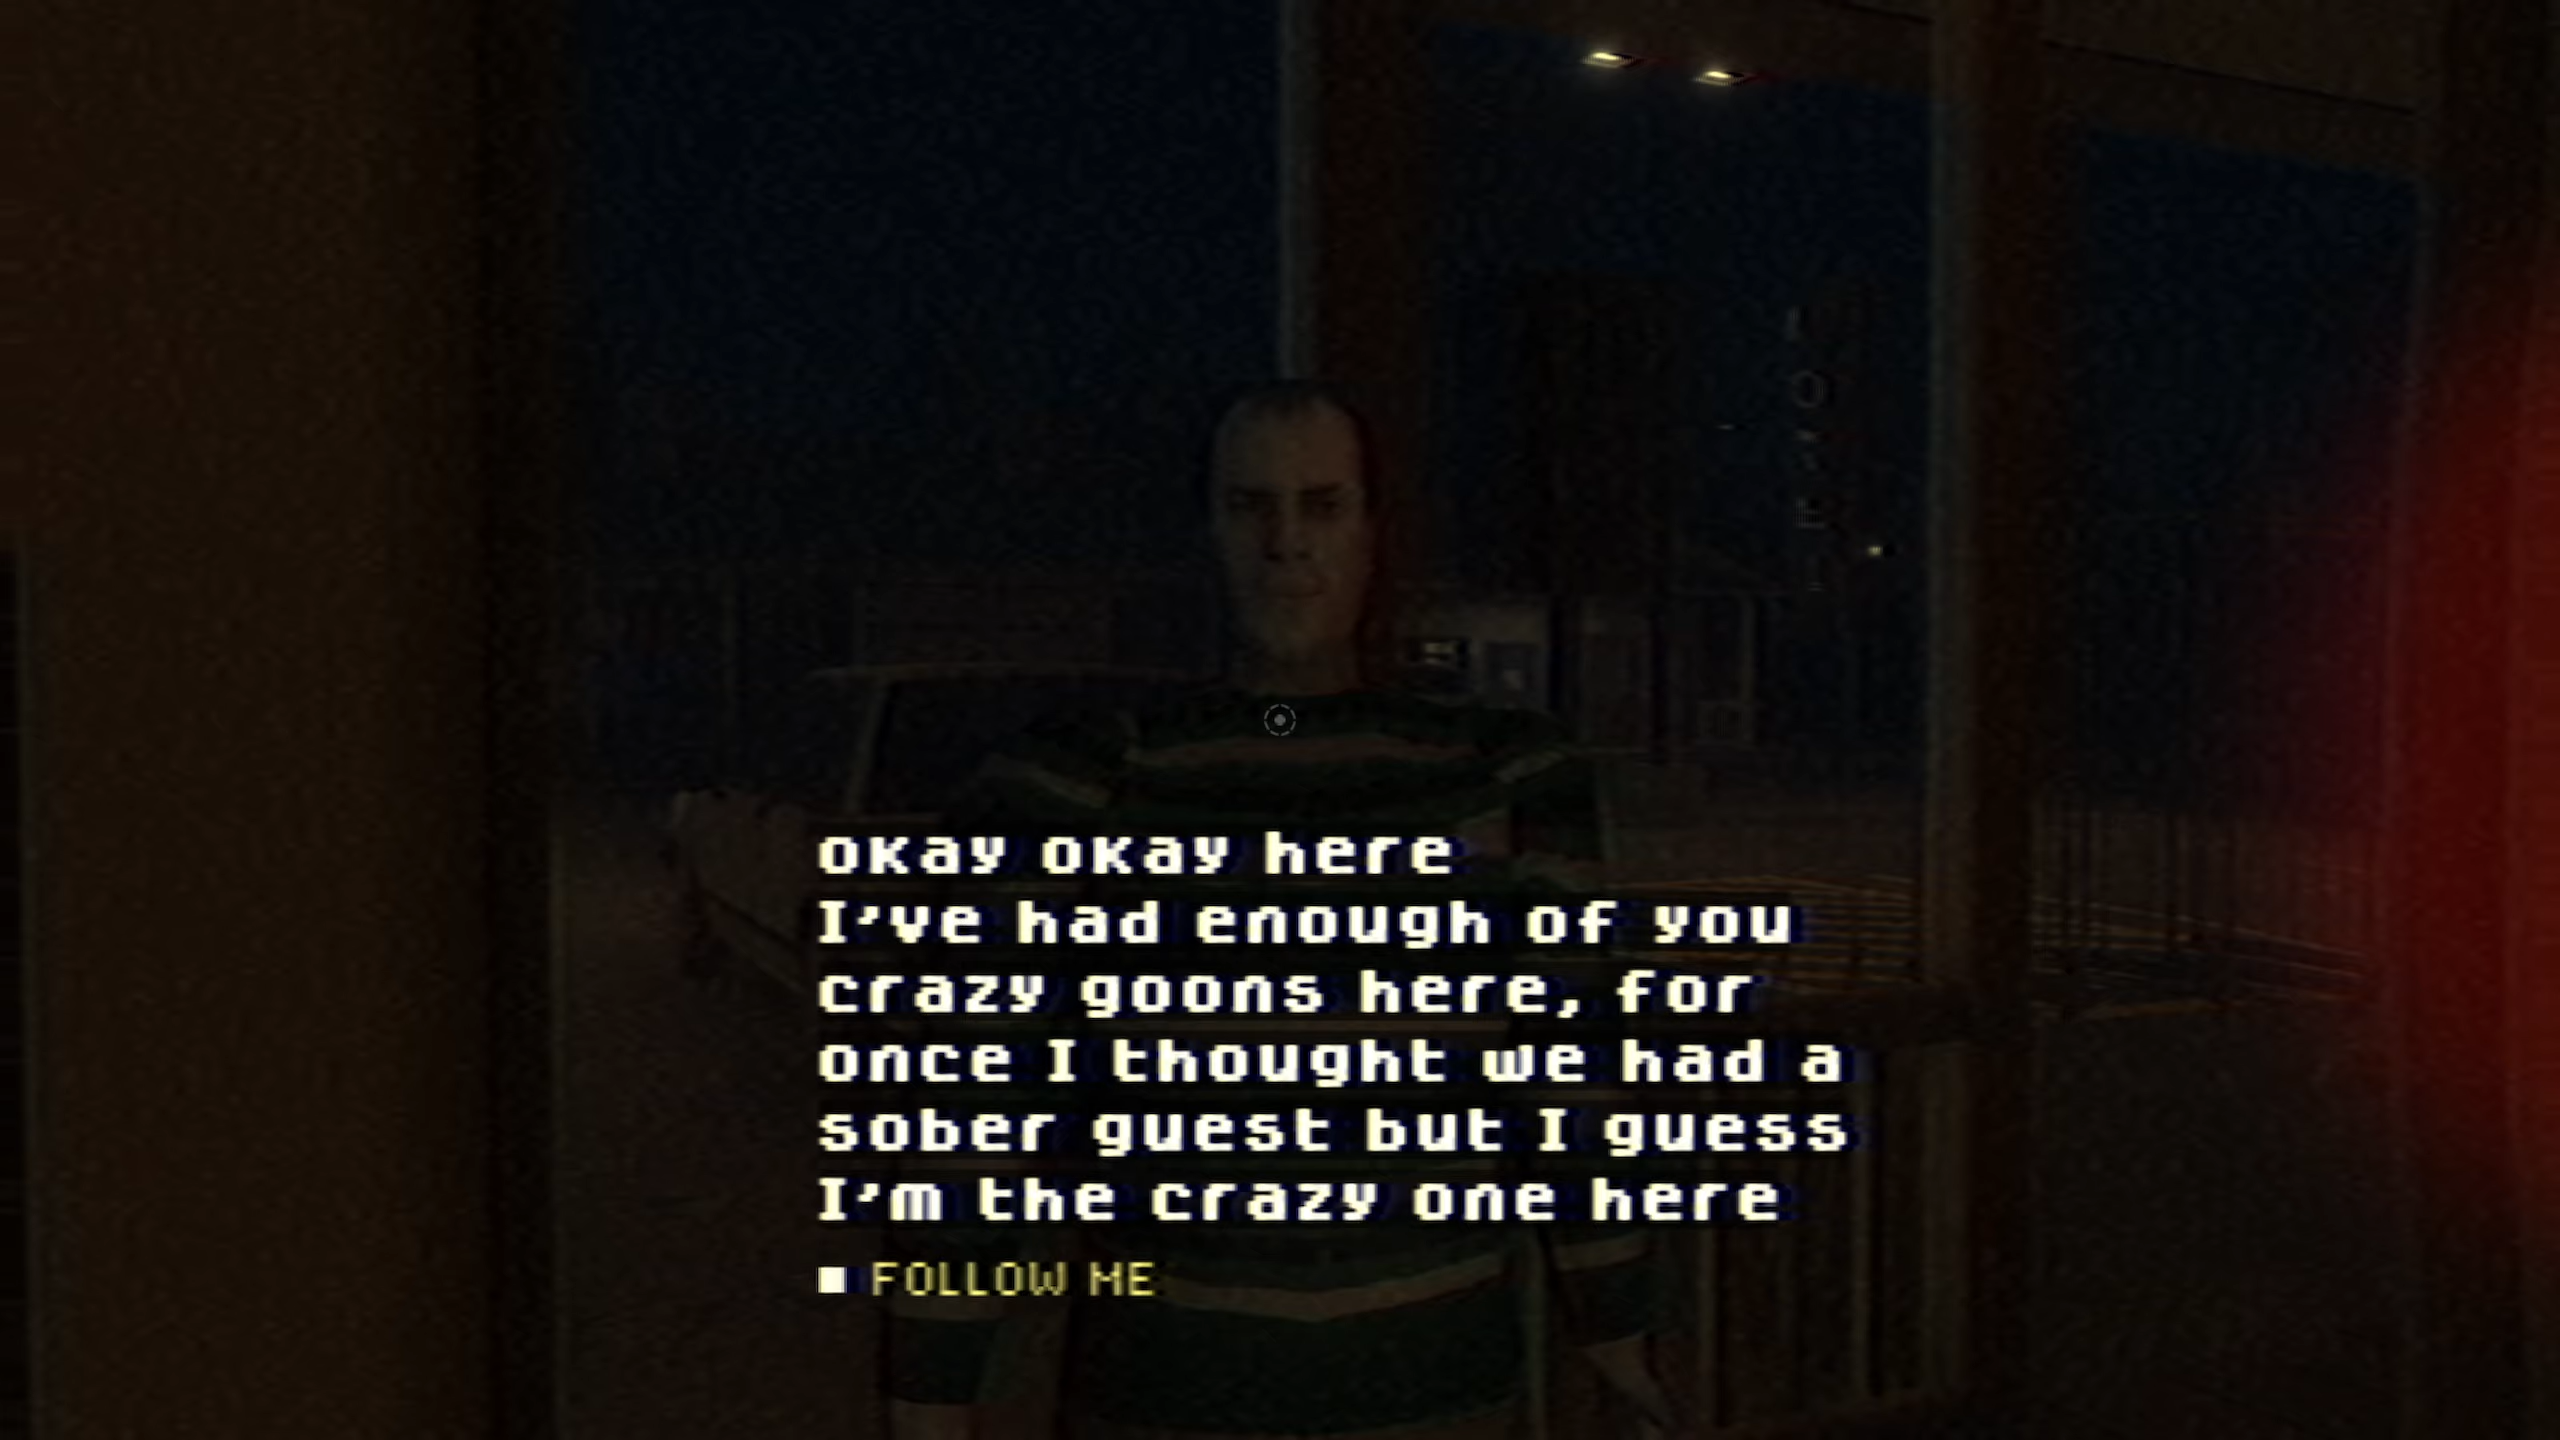 okay okay here
I've had enough of you
crazy goons here, for
once I thought we had a
sober guest but I guess
I'm the crazy one here
FOLLOW ME